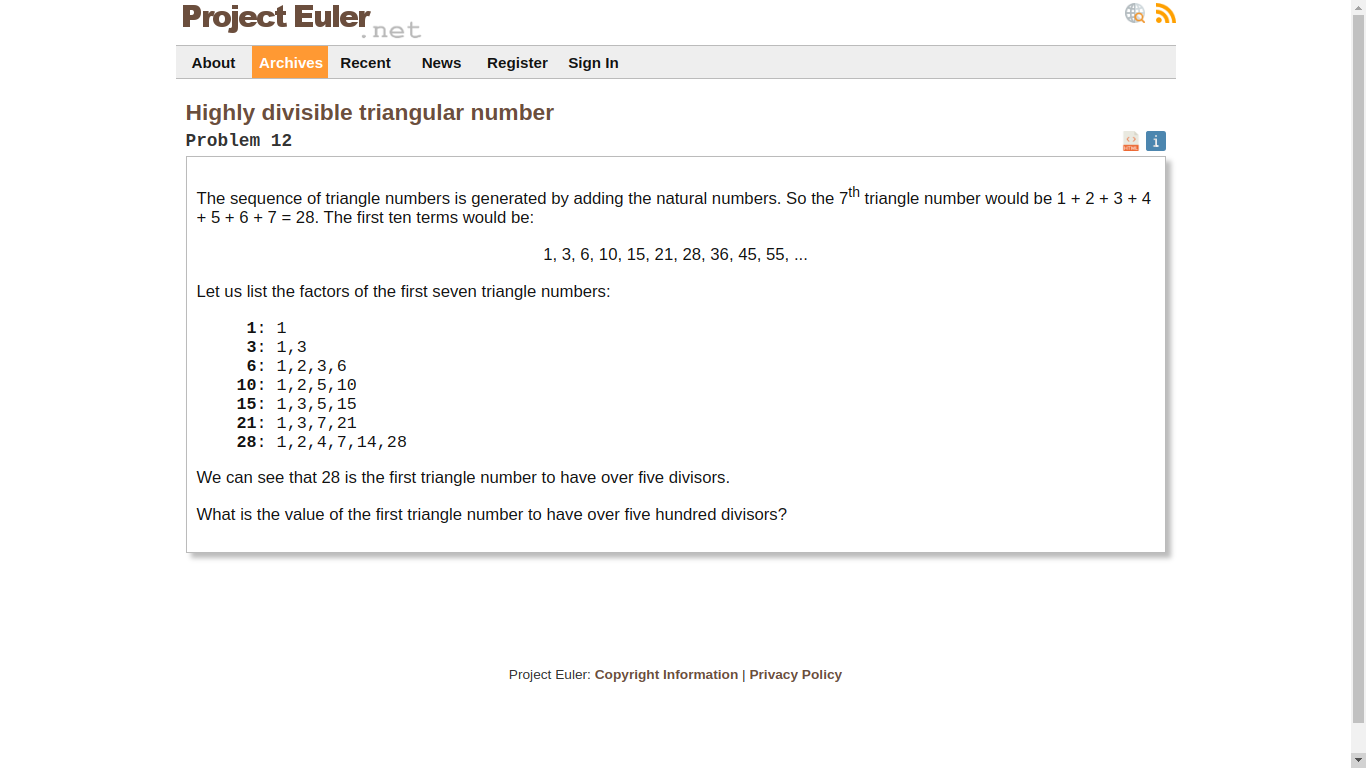 Project Euler
.net
About Archives Recent News Register Sign In
Highly divisible triangular number
Problem 12
HTML i
The sequence of triangle numbers is generated by adding the natural numbers. So the 7th triangle number would be 1 + 2 + 3 + 4
+ 5 + 6 + 7 = 28. The first ten terms would be:
1, 3, 6, 10, 15, 21, 28, 36, 45, 55, ...
Let us list the factors of the first seven triangle numbers:
1: 1
3: 1,3
6: 1,2,3,6
10: 1,2,5,10
15: 1,3,5,15
21: 1,3,7,21
28: 1,2,4,7,14,28
We can see that 28 is the first triangle number to have over five divisors.
What is the value of the first triangle number to have over five hundred divisors?
Project Euler: Copyright Information | Privacy Policy